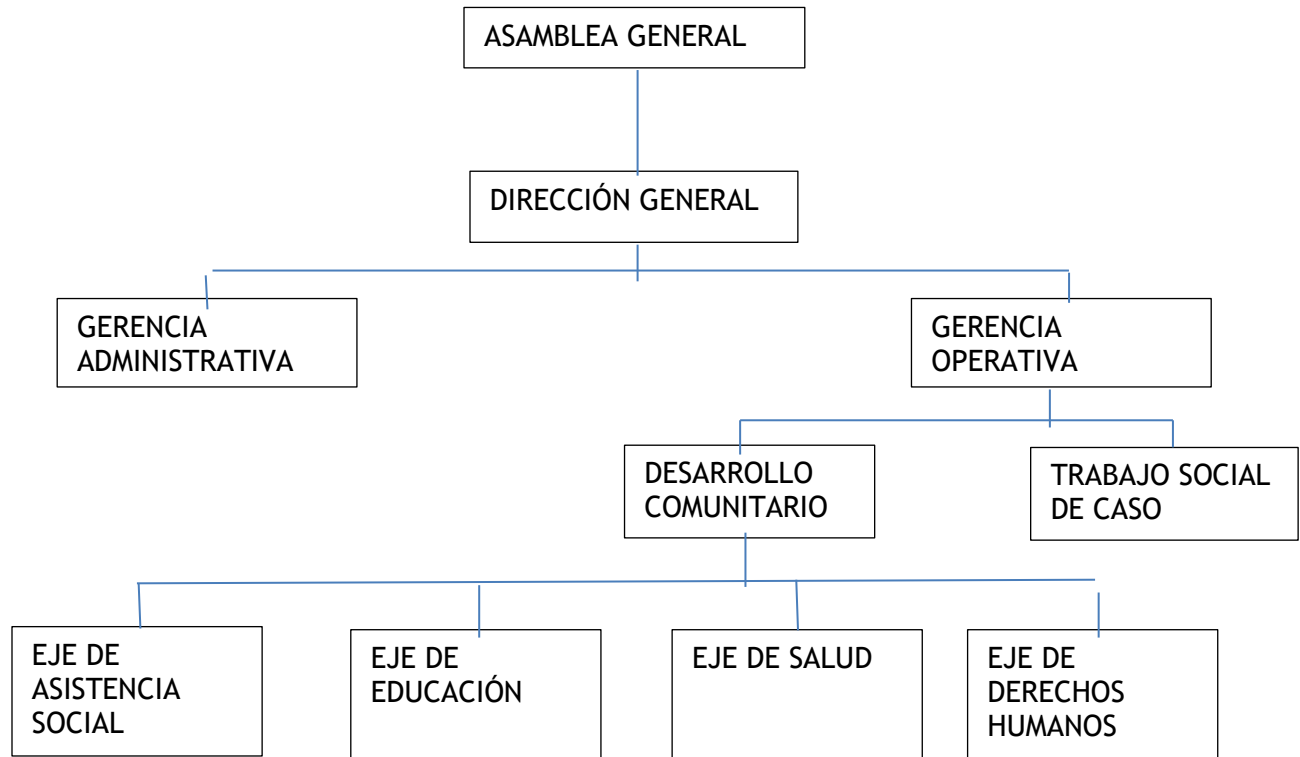 ASAMBLEA GENERAL
DIRECCIÓN GENERAL
GERENCIA
ADMINISTRATIVA
GERENCIA
OPERATIVA
DESARROLLO
COMUNITARIO
TRABAJO SOCIAL
DE CASO
EJE DE
ASISTENCIA
SOCIAL
EJE DE
EDUCACIÓN
EJE DE SALUD
EJE DE
DERECHOS
HUMANOS